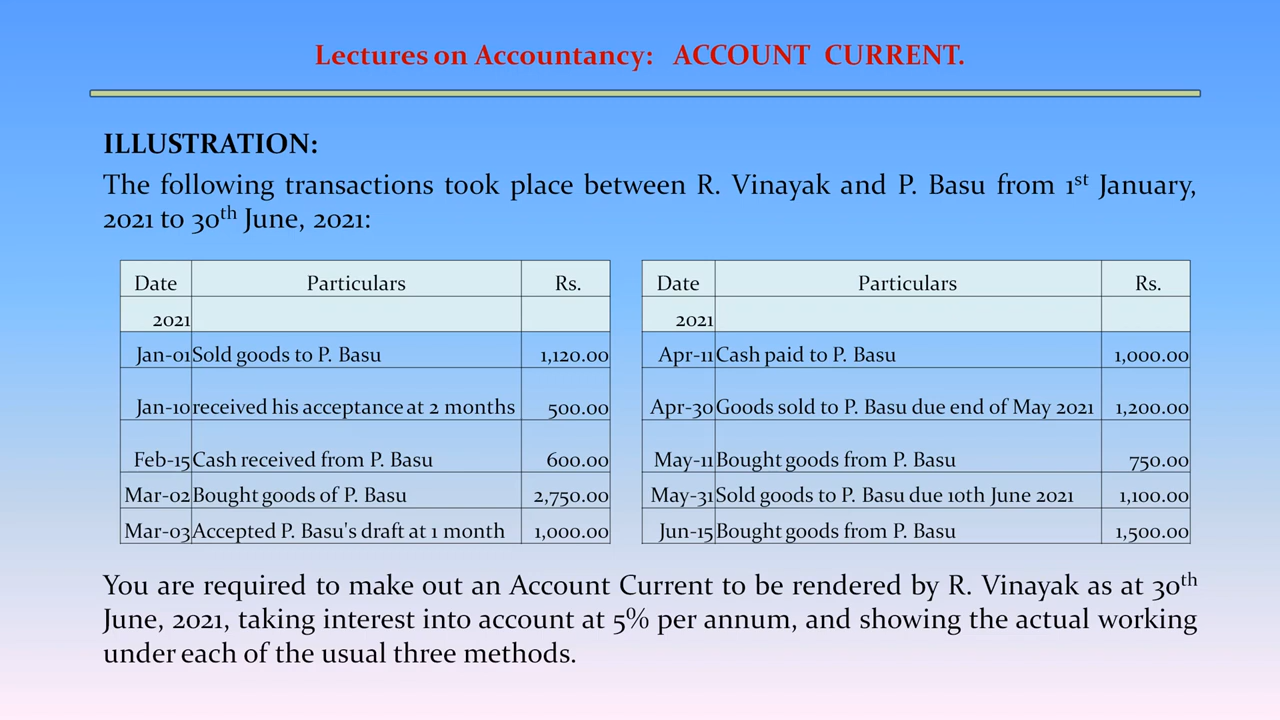 Lectures on Accountancy: ACCOUNT CURRENT.
ILLUSTRATION:
The following transactions took place between R. Vinayak and P. Basu from 1st January,
2021 to 30th June, 2021:
Date Particulars Rs.
2021
Jan-01 Sold goods to P. Basu 1,120.00
Jan-10 received his acceptance at 2 months 500.00
Feb-15 Cash received from P. Basu 600.00
Mar-02 Bought goods of P. Basu 2,750.00
Mar-03 Accepted P. Basu's draft at 1 month 1,000.00
Date Particulars Rs.
2021
Apr-11 Cash paid to P. Basu 1,000.00
Apr-30 Goods sold to P. Basu due end of May 2021 1,200.00
May-11 Bought goods from P. Basu 750.00
May-31 Sold goods to P. Basu due 10th June 2021 1,100.00
Jun-15 Bought goods from P. Basu 1,500.00
You are required to make out an Account Current to be rendered by R. Vinayak as at 30th
June, 2021, taking interest into account at 5% per annum, and showing the actual working
under each of the usual three methods.